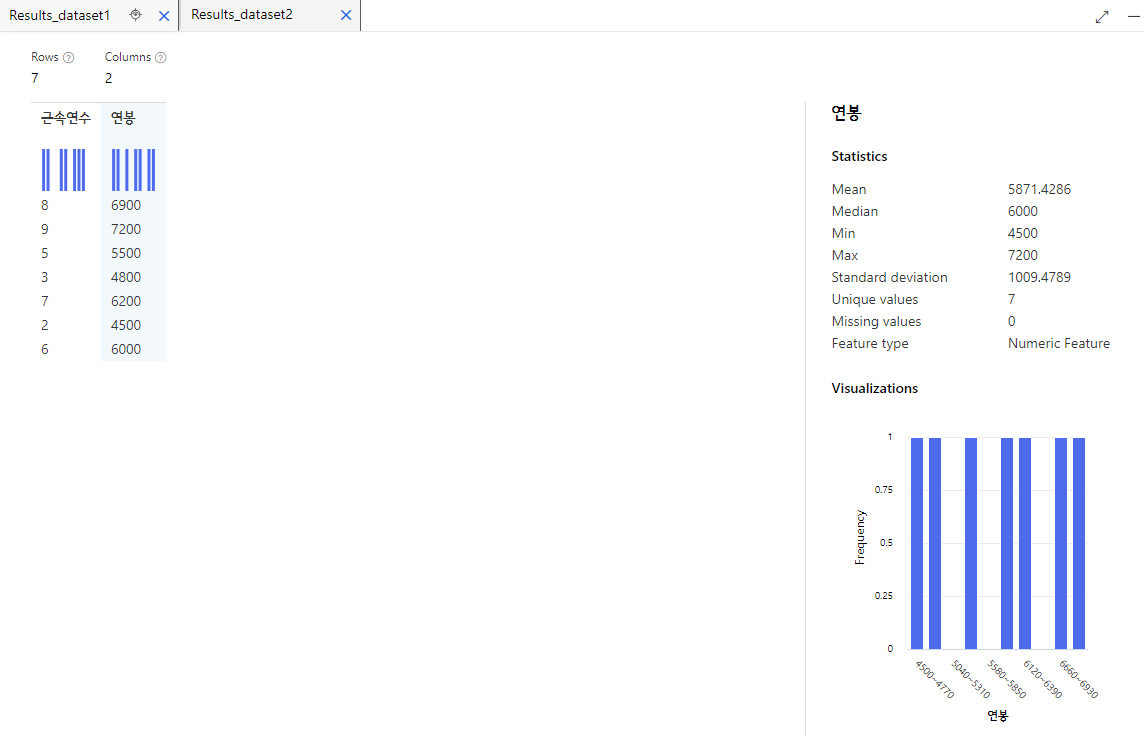 Results_dataset1 Results_dataset2
Rows Columns
7 2
근속연수 연봉
8 6900
9 7200
5 5500
3 4800
7 6200
2 4500
6 6000
연봉
Statistics
Mean 5871.4286
Median 6000
Min 4500
Max 7200
Standard deviation 1009.4789
Unique values 7
Missing values 0
Feature type Numeric Feature
Visualizations
1
0.75
0.5
0.25
0
Frequency
4500~4770 5040~5310 5580~5850 6120~6390 6660~6930
연봉